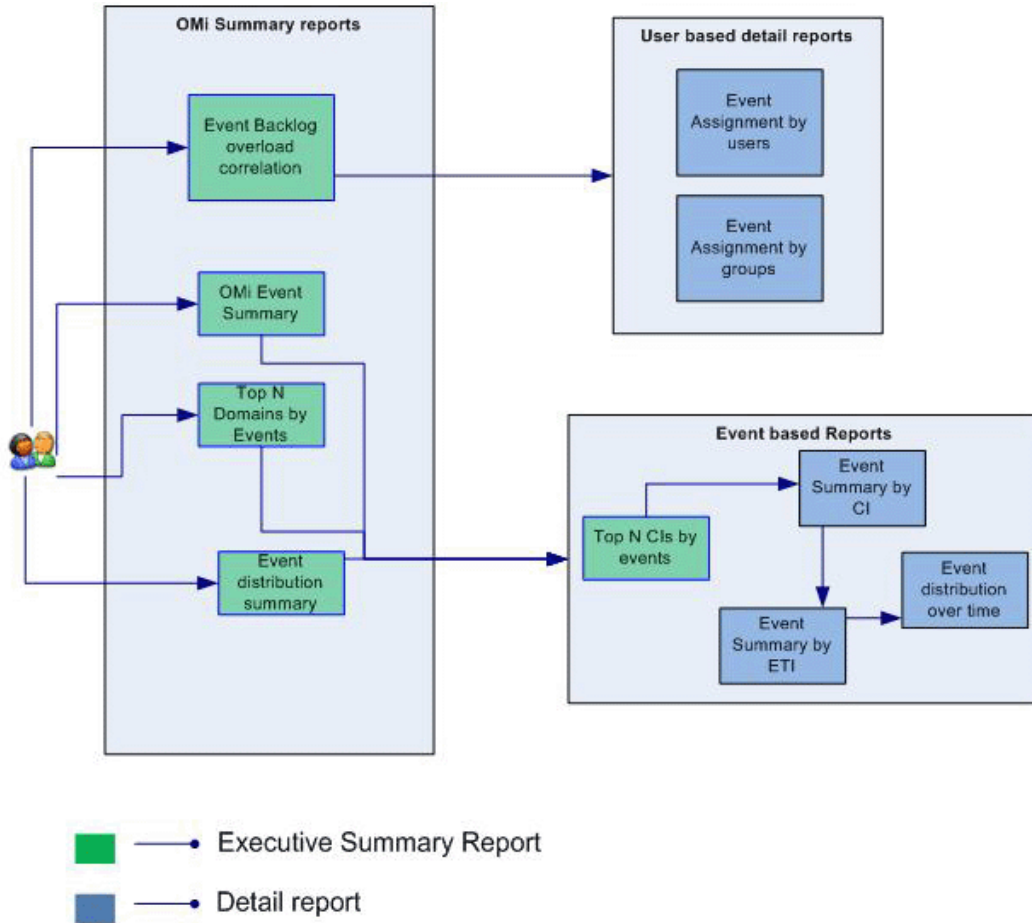 OMi Summary reports
Event Backlog
overload
correlation
OMi Event
Summary
Top N
Domains by
Events
Event
distribution
summary
User based detail reports
Event
Assignment by
users
Event
Assignment by
groups
Event based Reports
Top N CIs by
events
Event
Summary by
CI
Event
Summary by
ETI
Event
distribution
over time
Executive Summary Report
Detail report